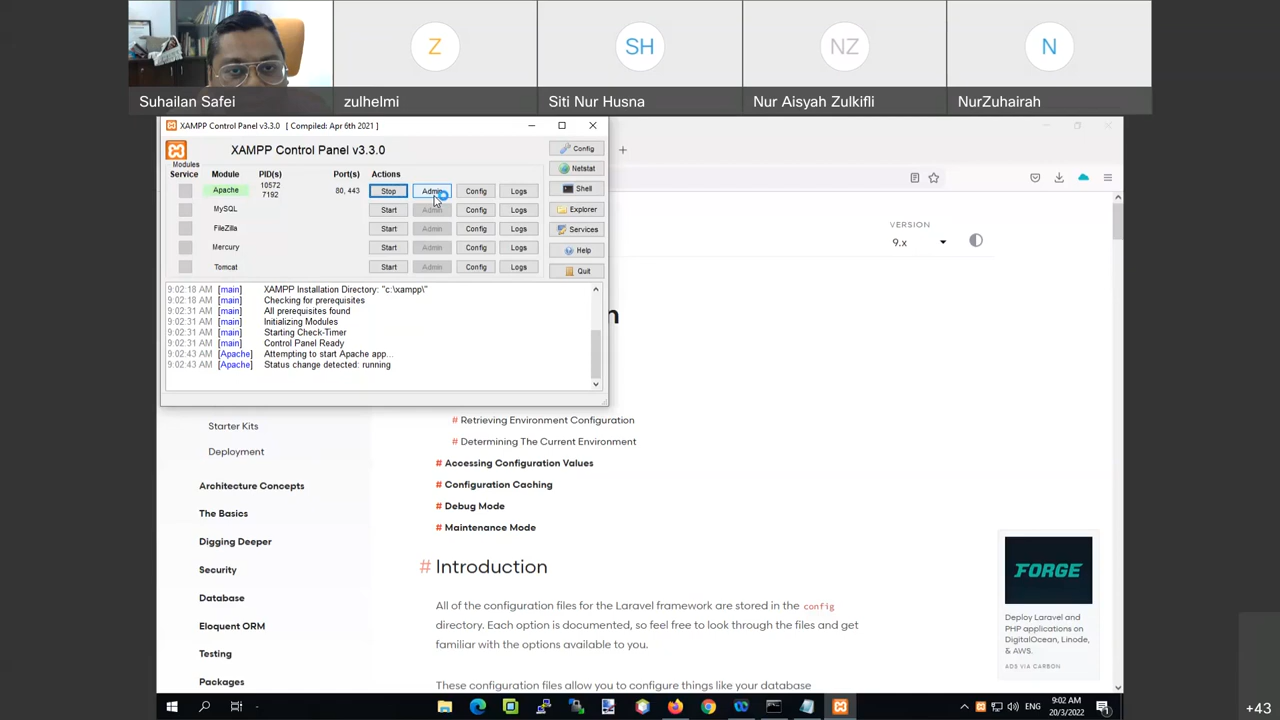 Z
SH
NZ
N
Suhailan Safei
zulhelmi
Siti Nur Husna
Nur Aisyah Zulkifli
NurZuhairah
XAMPP Control Panel v3.3.0 [ Compiled: Apr 6th 2021 ]
XAMPP Control Panel v3.3.0
Config
Modules
Service
Module
PID(s)
Port(s)
Actions
Netstat
Apache
10572
7192
80, 443
Stop
Admin
Config
Logs
Shell
MySQL
Start
Admin
Config
Logs
Explorer
FileZilla
Start
Admin
Config
Logs
Services
Mercury
Start
Admin
Config
Logs
Help
Tomcat
Start
Admin
Config
Logs
Quit
9:02:18 AM [main] XAMPP Installation Directory: "c:\xampp\"
9:02:18 AM [main] Checking for prerequisites
9:02:31 AM [main] All prerequisites found
9:02:31 AM [main] Initializing Modules
9:02:31 AM [main] Starting Check-Timer
9:02:31 AM [main] Control Panel Ready
9:02:43 AM [Apache] Attempting to start Apache app...
9:02:43 AM [Apache] Status change detected: running
VERSION
9.x
n
Starter Kits
Deployment
Architecture Concepts
The Basics
Digging Deeper
Security
Database
Eloquent ORM
Testing
Packages
# Retrieving Environment Configuration
# Determining The Current Environment
# Accessing Configuration Values
# Configuration Caching
# Debug Mode
# Maintenance Mode
# Introduction
All of the configuration files for the Laravel framework are stored in the config
directory. Each option is documented, so feel free to look through the files and get
familiar with the options available to you.
These configuration files allow you to configure things like your database
FORGE
Deploy Laravel and
PHP applications on
DigitalOcean, Linode,
& AWS.
ADS VIA CARBON
ENG
9:02 AM
20/3/2022
1
+43